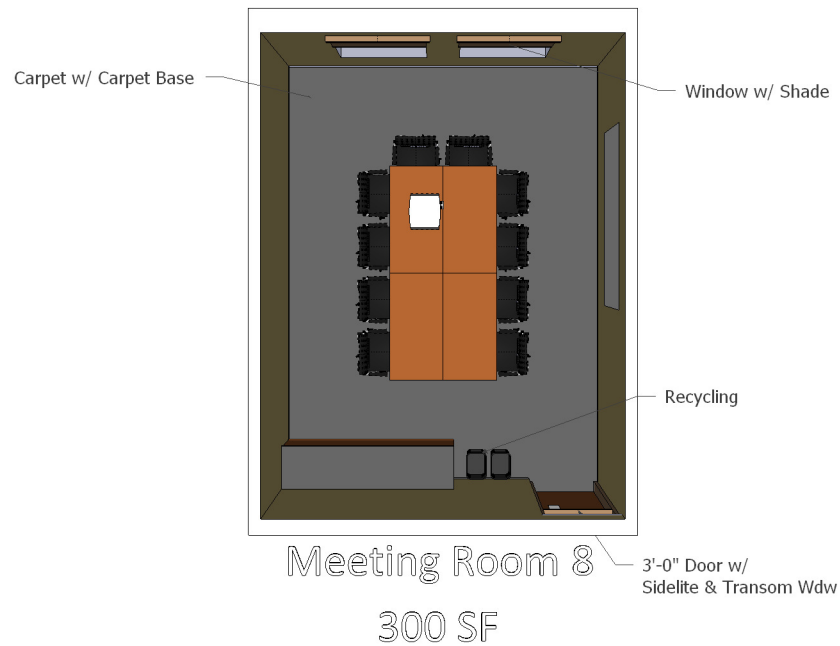 Carpet w/ Carpet Base
Window w/ Shade
Recycling
3'-0" Door w/
Sidelite & Transom Wdw
Meeting Room 8
300 SF